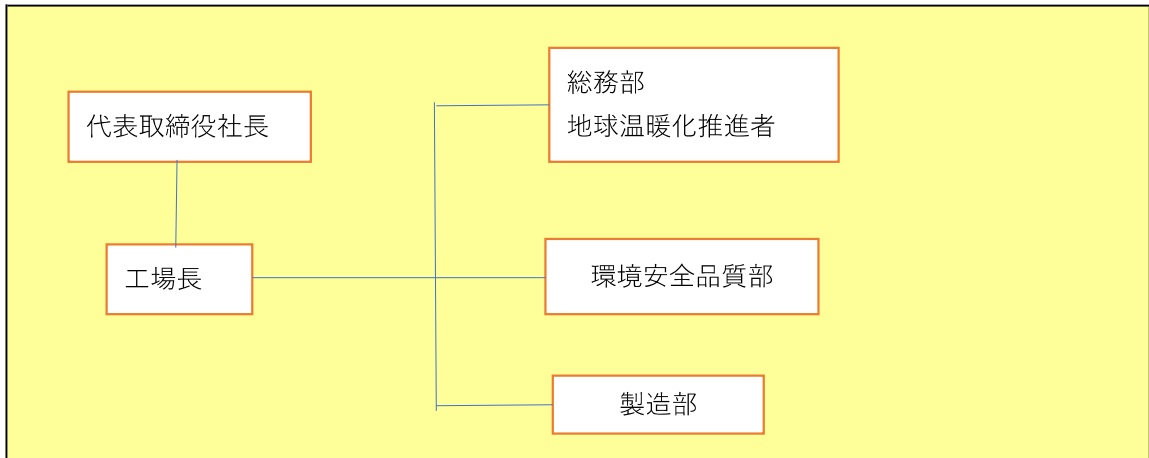 代表取締役社長
工場長
総務部
地球温暖化推進者
環境安全品質部
製造部